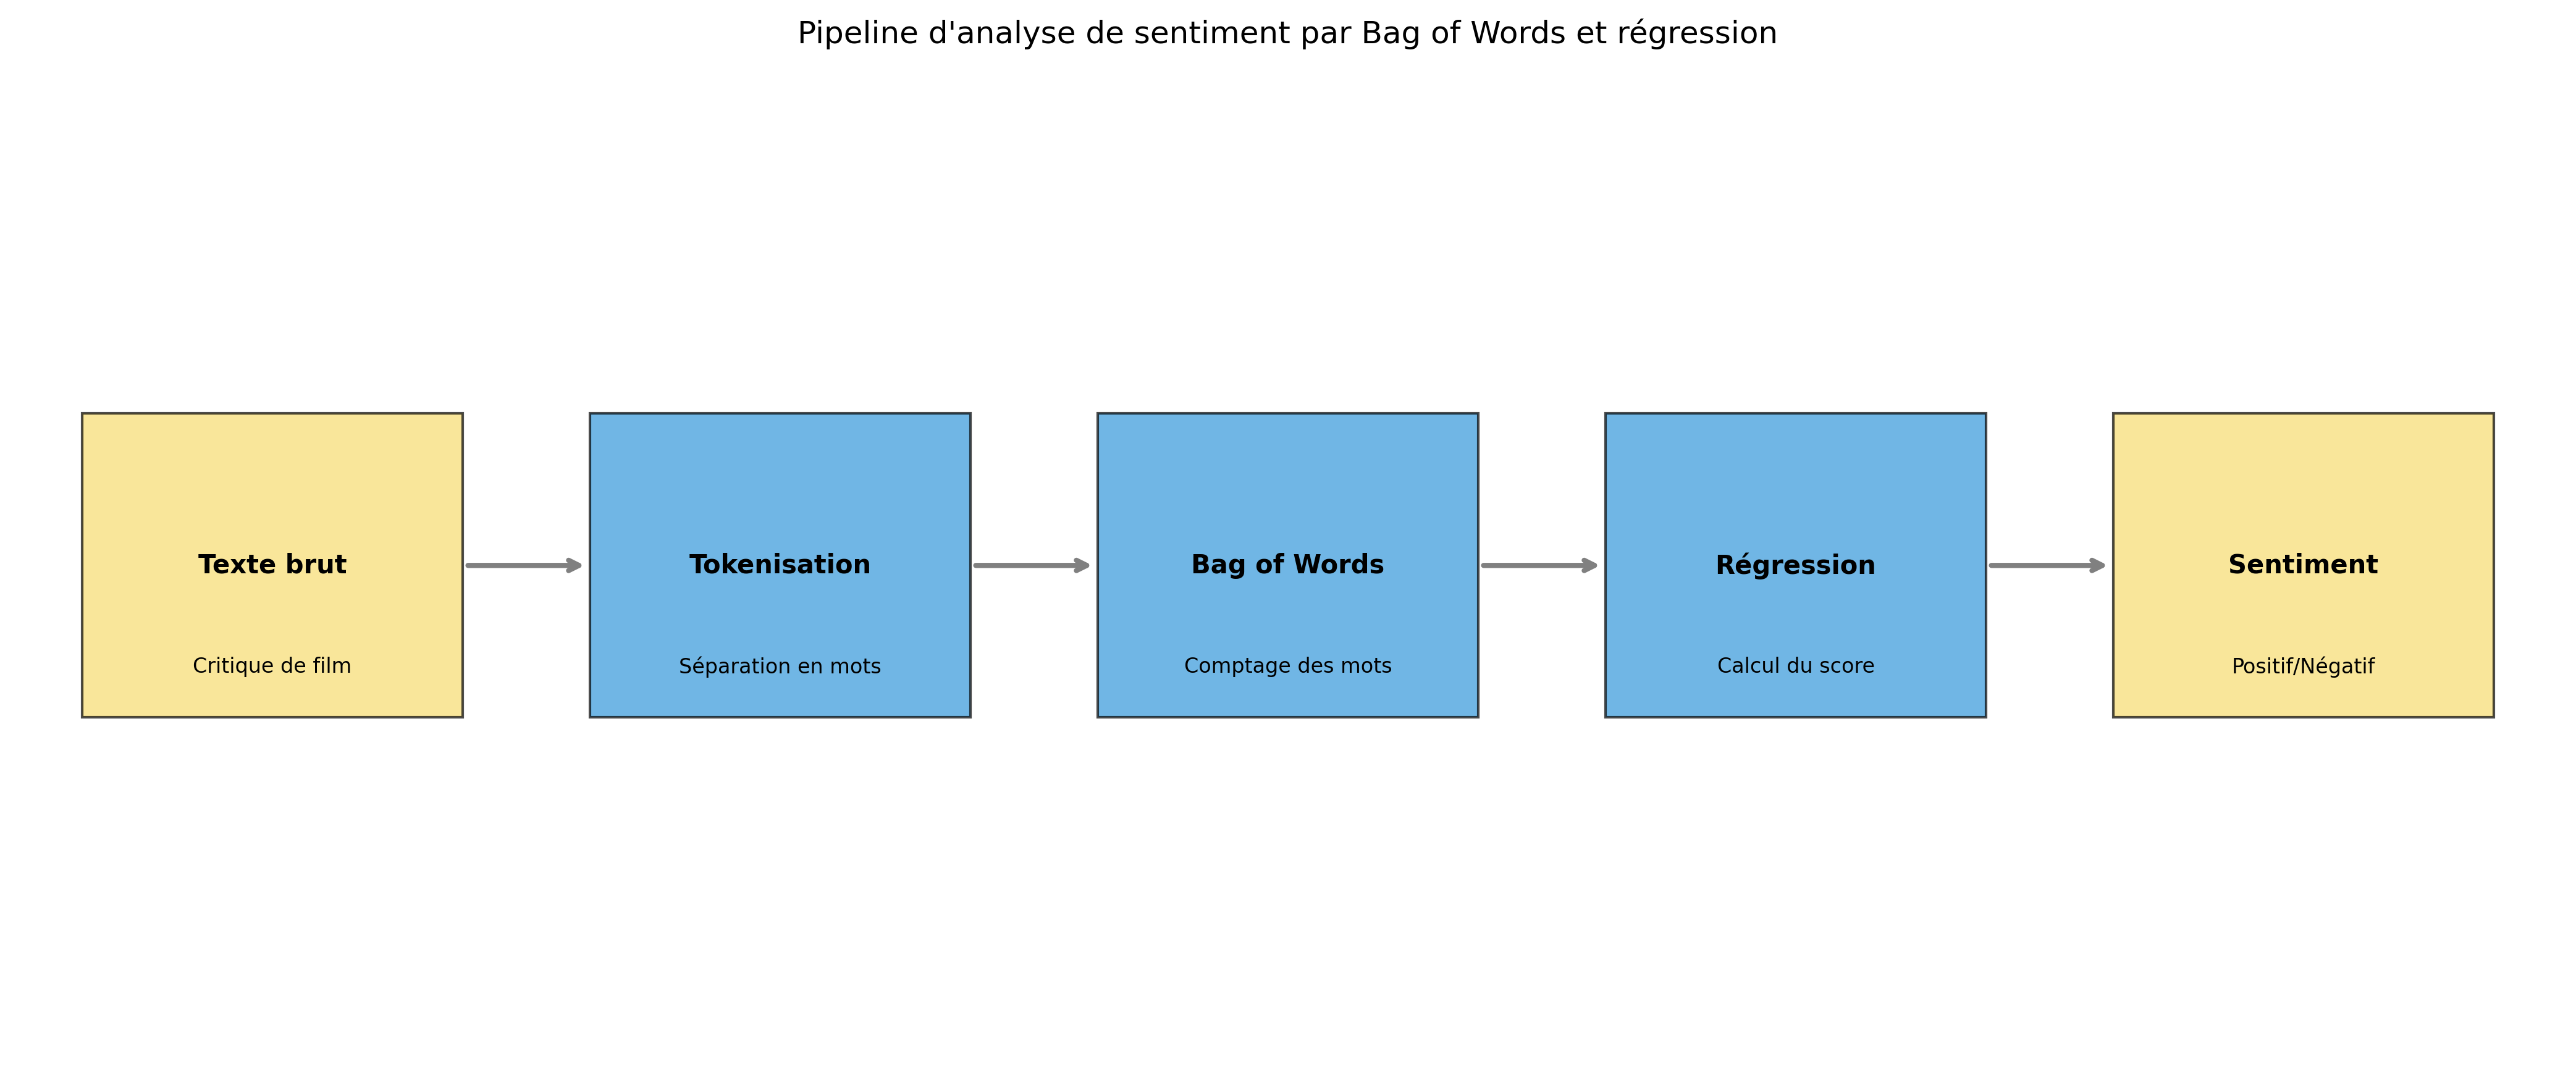 Pipeline d'analyse de sentiment par Bag of Words et régression
Texte brut
Critique de film
Tokenisation
Séparation en mots
Bag of Words
Comptage des mots
Régression
Calcul du score
Sentiment
Positif/Négatif